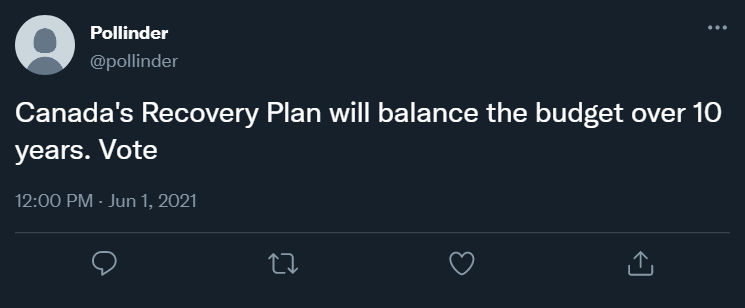 Pollinder
@pollinder
Canada's Recovery Plan will balance the budget over 10
years. Vote
12:00 PM · Jun 1, 2021